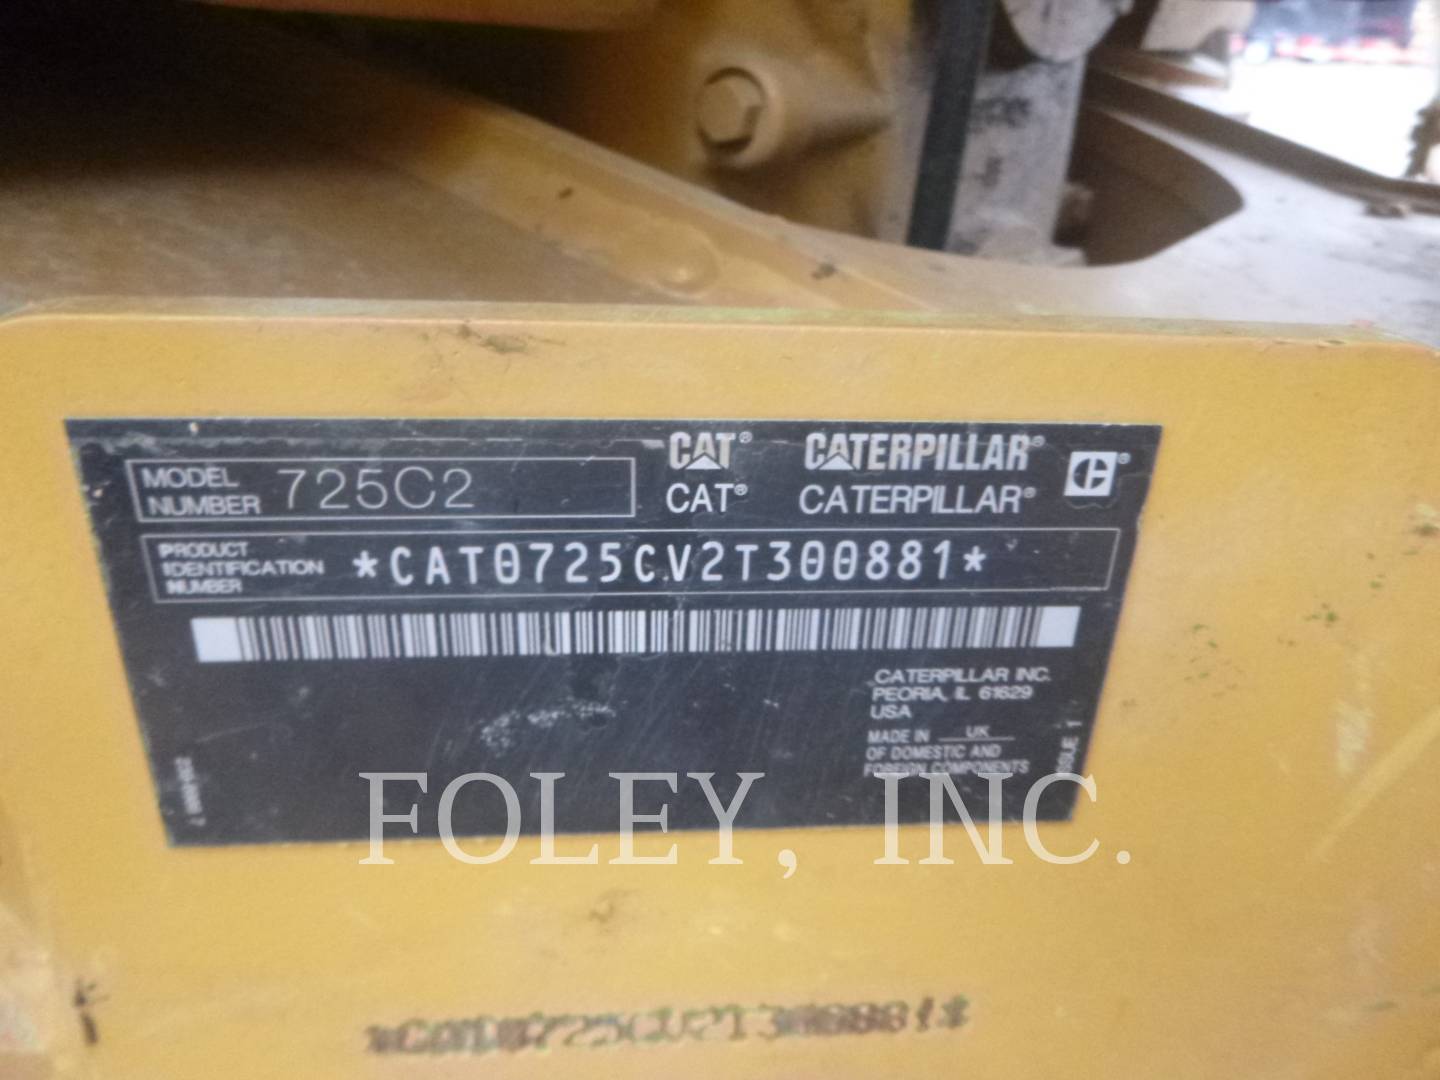 CAT® CATERPILLAR®
MODEL NUMBER 725C2
CAT® CATERPILLAR®
PRODUCT IDENTIFICATION NUMBER *CAT0725CV2T300881*
CATERPILLAR INC.
PEORIA, IL 61629
USA
MADE IN UK
OF DOMESTIC AND
FOREIGN COMPONENTS
ISSUE 1
FOLEY, INC.
*CAT0725CV2T300881*